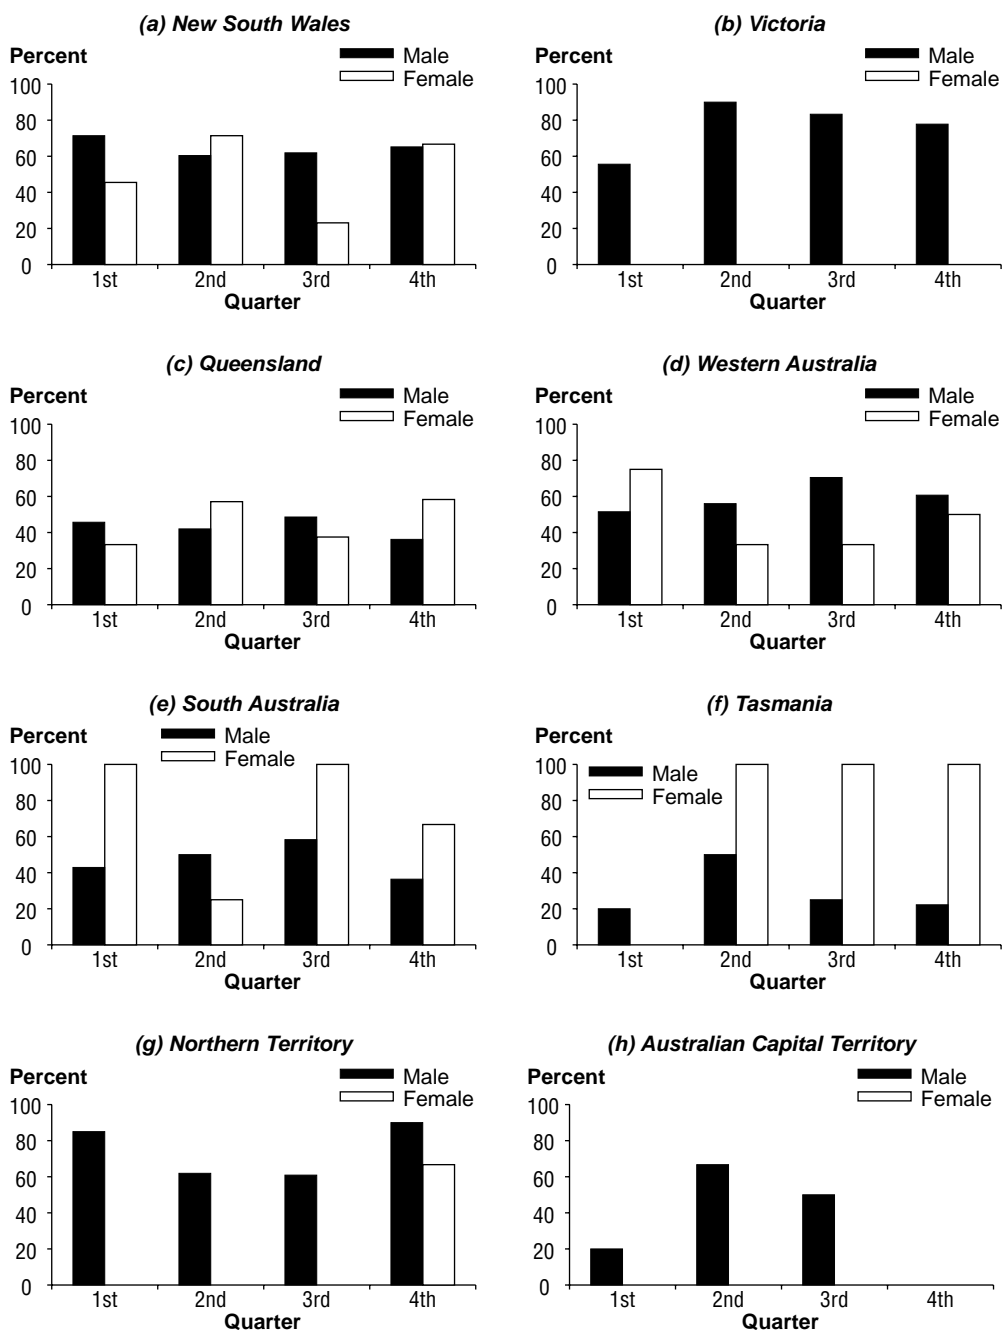 (a) New South Wales
Percent
Male
Female
100
80
60
40
20
0
1st 2nd 3rd 4th
Quarter
(b) Victoria
Percent
Male
Female
100
80
60
40
20
0
1st 2nd 3rd 4th
Quarter
(c) Queensland
Percent
Male
Female
100
80
60
40
20
0
1st 2nd 3rd 4th
Quarter
(d) Western Australia
Percent
Male
Female
100
80
60
40
20
0
1st 2nd 3rd 4th
Quarter
(e) South Australia
Percent
Male
Female
100
80
60
40
20
0
1st 2nd 3rd 4th
Quarter
(f) Tasmania
Percent
Male
Female
100
80
60
40
20
0
1st 2nd 3rd 4th
Quarter
(g) Northern Territory
Percent
Male
Female
100
80
60
40
20
0
1st 2nd 3rd 4th
Quarter
(h) Australian Capital Territory
Percent
Male
Female
100
80
60
40
20
0
1st 2nd 3rd 4th
Quarter